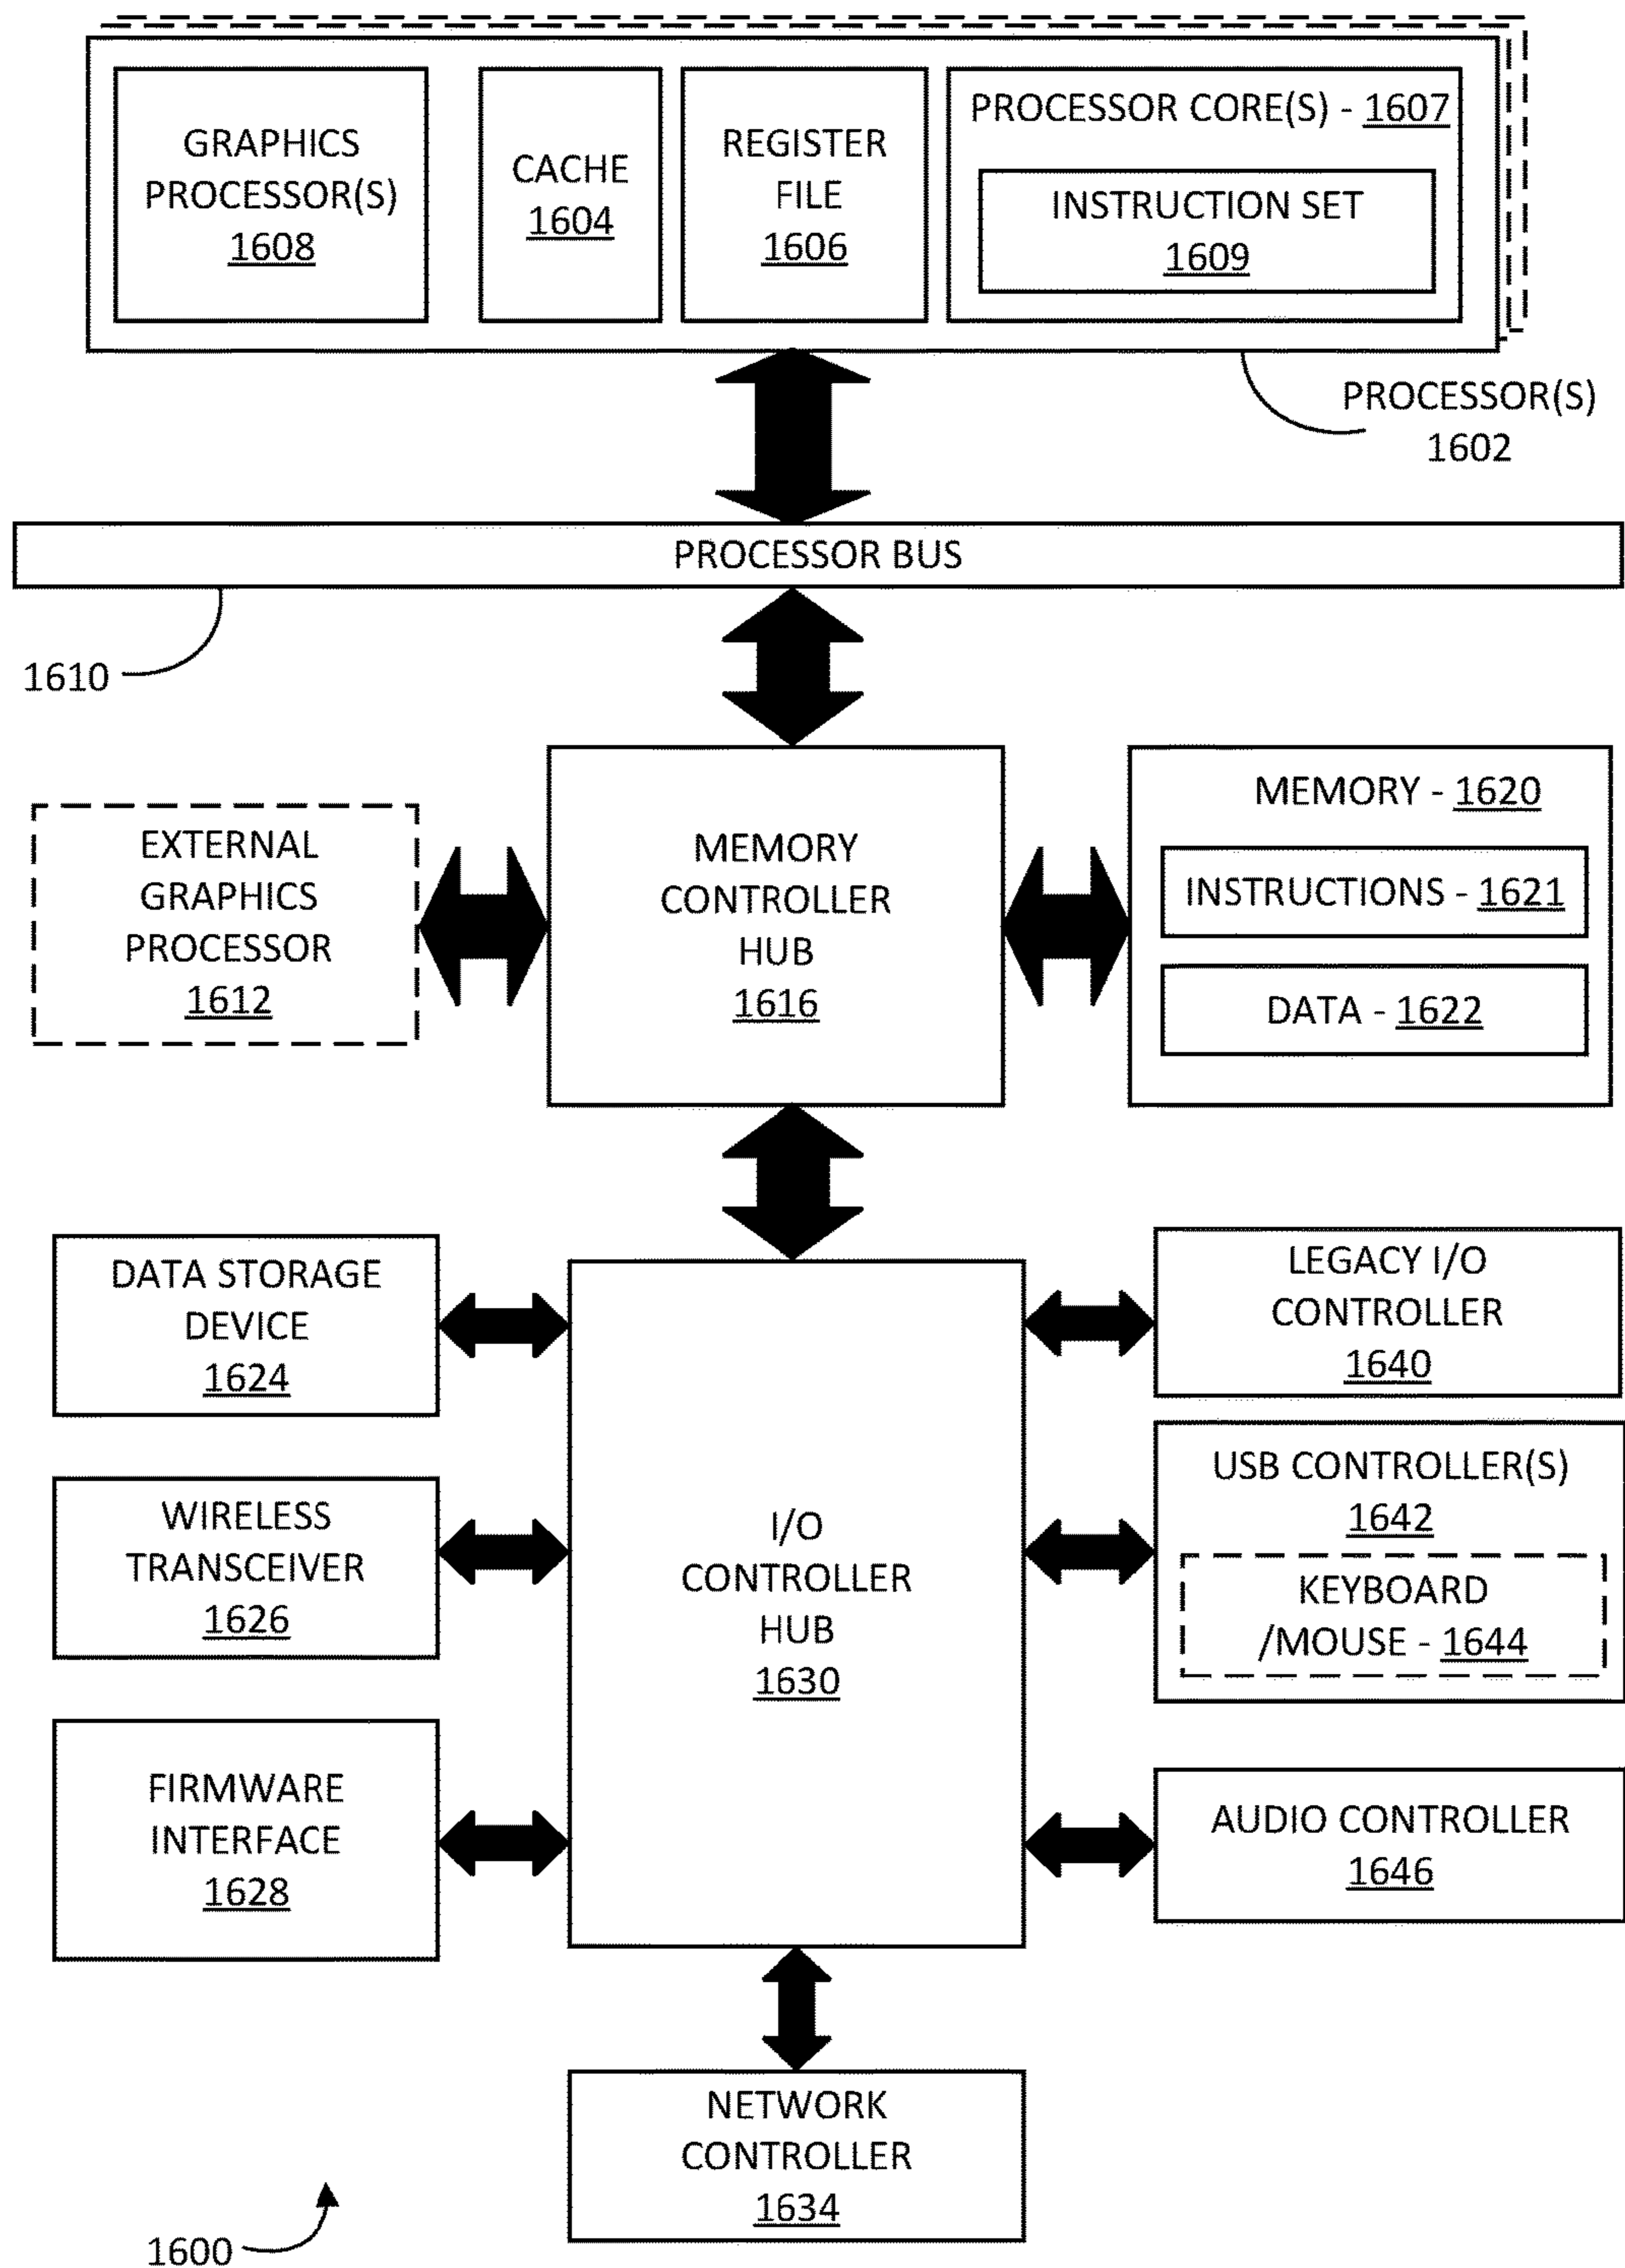 GRAPHICS
PROCESSOR(S)
1608
CACHE
1604
REGISTER
FILE
1606
PROCESSOR CORE(S) - 1607
INSTRUCTION SET
1609
PROCESSOR(S)
1602
PROCESSOR BUS
1610
EXTERNAL
GRAPHICS
PROCESSOR
1612
MEMORY
CONTROLLER
HUB
1616
MEMORY - 1620
INSTRUCTIONS - 1621
DATA - 1622
DATA STORAGE
DEVICE
1624
WIRELESS
TRANSCEIVER
1626
FIRMWARE
INTERFACE
1628
I/O
CONTROLLER
HUB
1630
LEGACY I/O
CONTROLLER
1640
USB CONTROLLER(S)
1642
KEYBOARD
/MOUSE - 1644
AUDIO CONTROLLER
1646
NETWORK
CONTROLLER
1634
1600